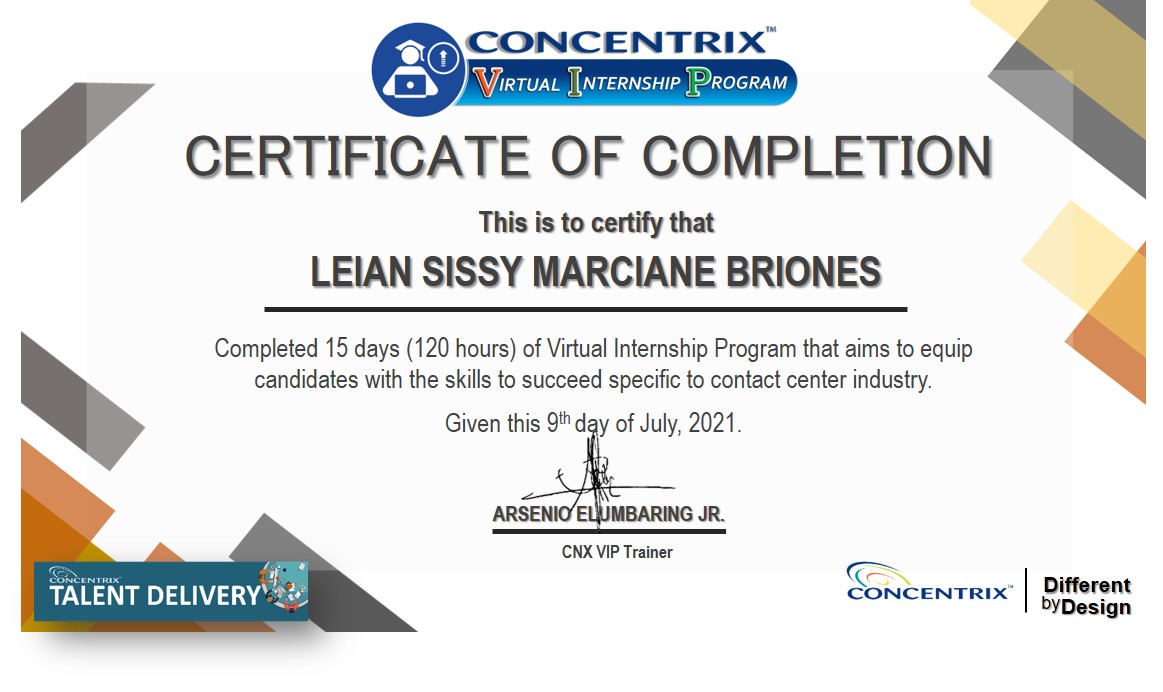 CONCENTRIX™
VIRTUAL INTERNSHIP PROGRAM
CERTIFICATE OF COMPLETION
This is to certify that
LEIAN SISSY MARCIANE BRIONES
Completed 15 days (120 hours) of Virtual Internship Program that aims to equip
candidates with the skills to succeed specific to contact center industry.
Given this 9th day of July, 2021.
ARSENIO ELUMBARING JR.
CNX VIP Trainer
CONCENTRIX™
TALENT DELIVERY
CONCENTRIX™
Different
by Design